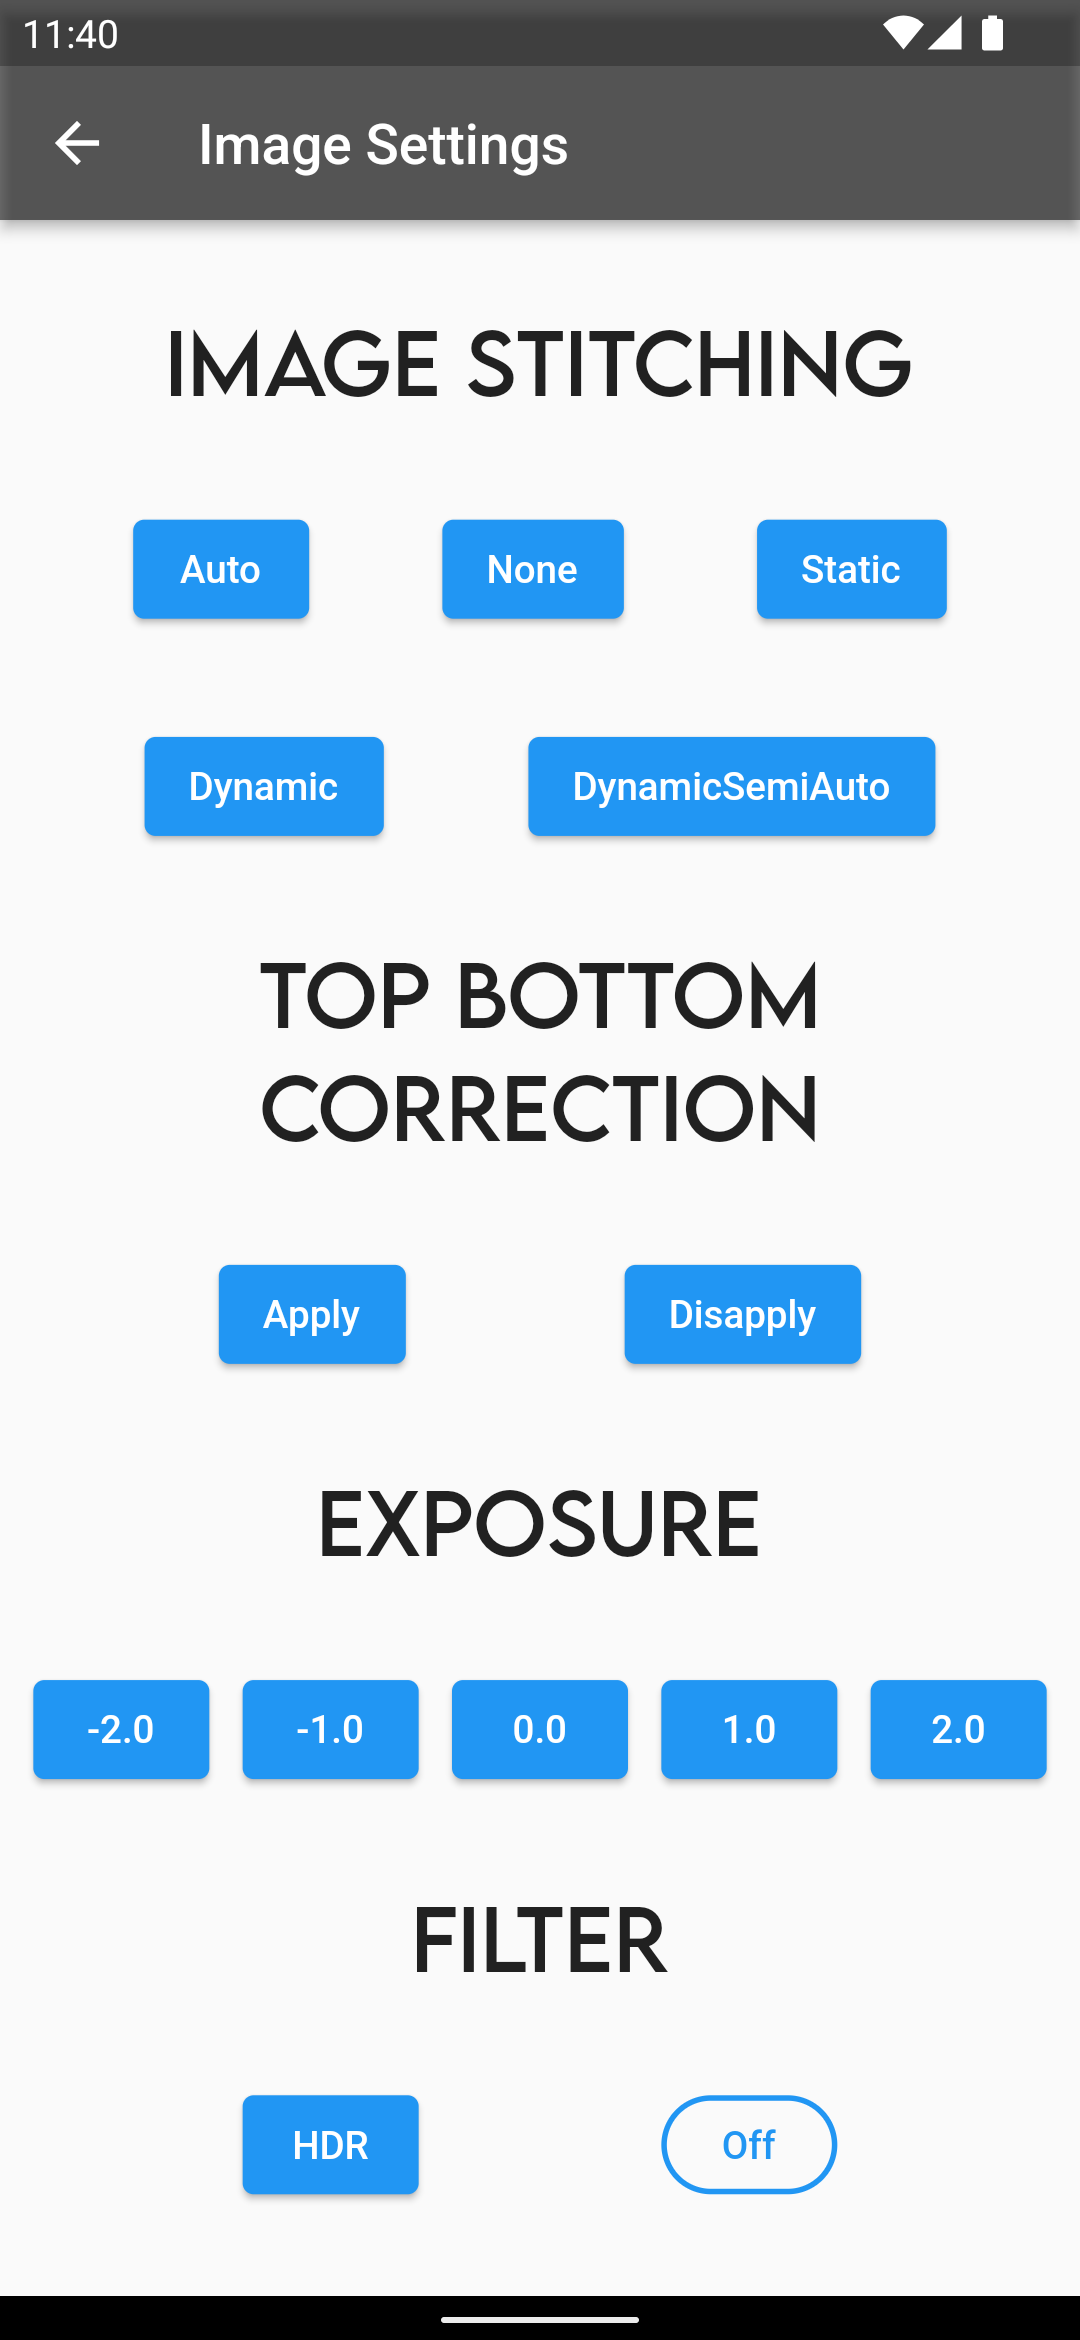 11:40
Image Settings
IMAGE STITCHING
Auto None Static
Dynamic DynamicSemiAuto
TOP BOTTOM
CORRECTION
Apply Disapply
EXPOSURE
-2.0 -1.0 0.0 1.0 2.0
FILTER
HDR Off